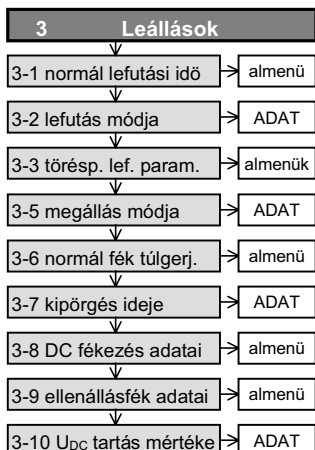 3 Leállások
3-1 normál lefutási idö almenü
3-2 lefutás módja ADAT
3-3 törésp. lef. param. almenük
3-5 megállás módja ADAT
3-6 normál fék túlgerj. almenü
3-7 kipörgés ideje ADAT
3-8 DC fékezés adatai almenü
3-9 ellenállásfék adatai almenü
3-10 UDC tartás mértéke ADAT